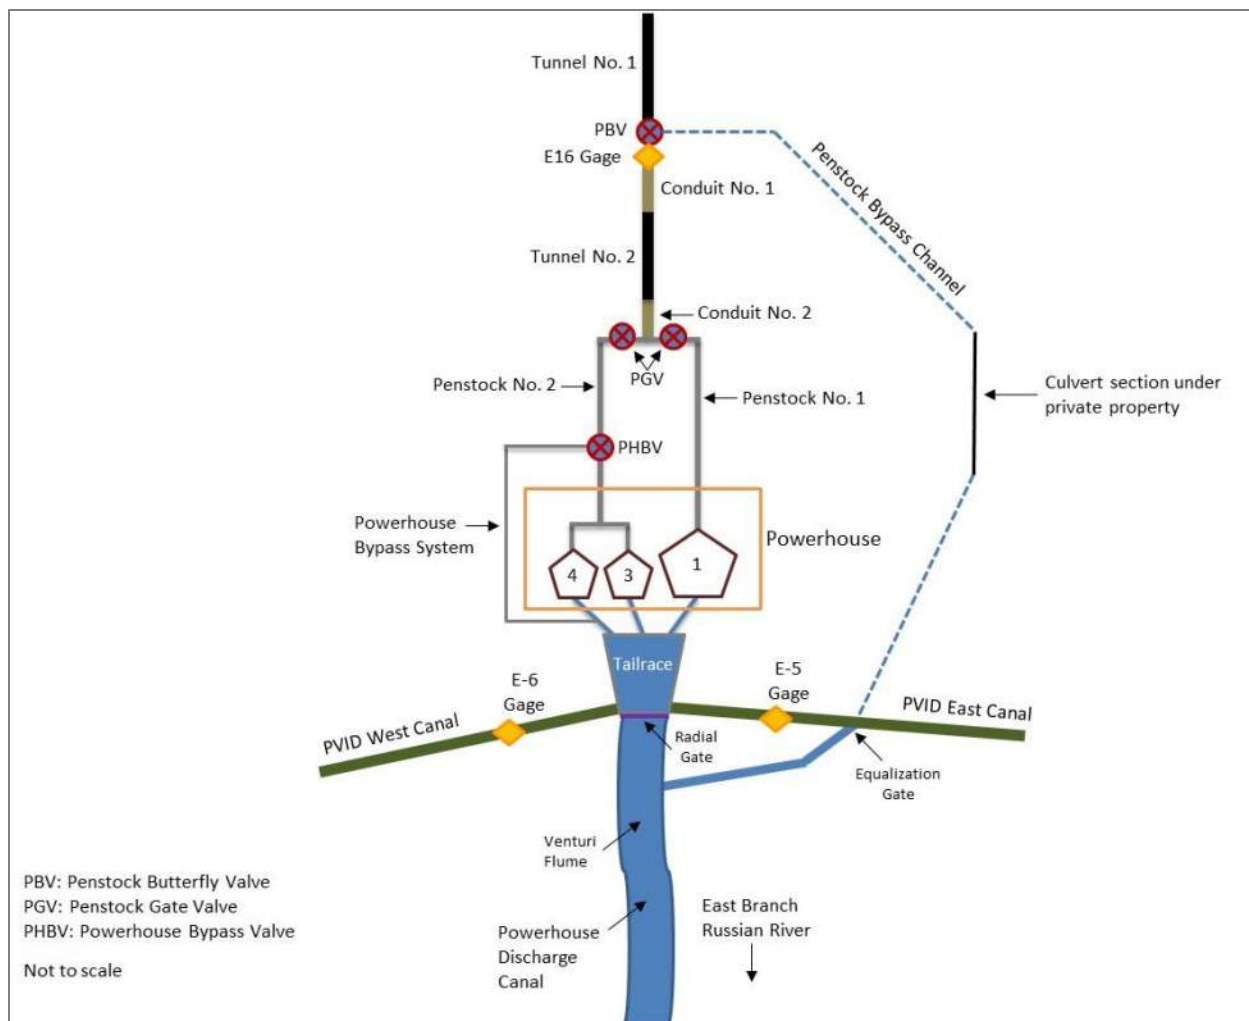 Tunnel No. 1
PBV
E16 Gage
Conduit No. 1
Penstock Bypass Channel
Tunnel No. 2
Conduit No. 2
PGV
Penstock No. 2
Penstock No. 1
Culvert section under
private property
PHBV
Powerhouse
Bypass System
Powerhouse
4
3
1
Tailrace
E-6
Gage
E-5
Gage
PVID West Canal
PVID East Canal
Radial
Gate
Equalization
Gate
Venturi
Flume
PBV: Penstock Butterfly Valve
PGV: Penstock Gate Valve
PHBV: Powerhouse Bypass Valve
Not to scale
Powerhouse
Discharge
Canal
East Branch
Russian River